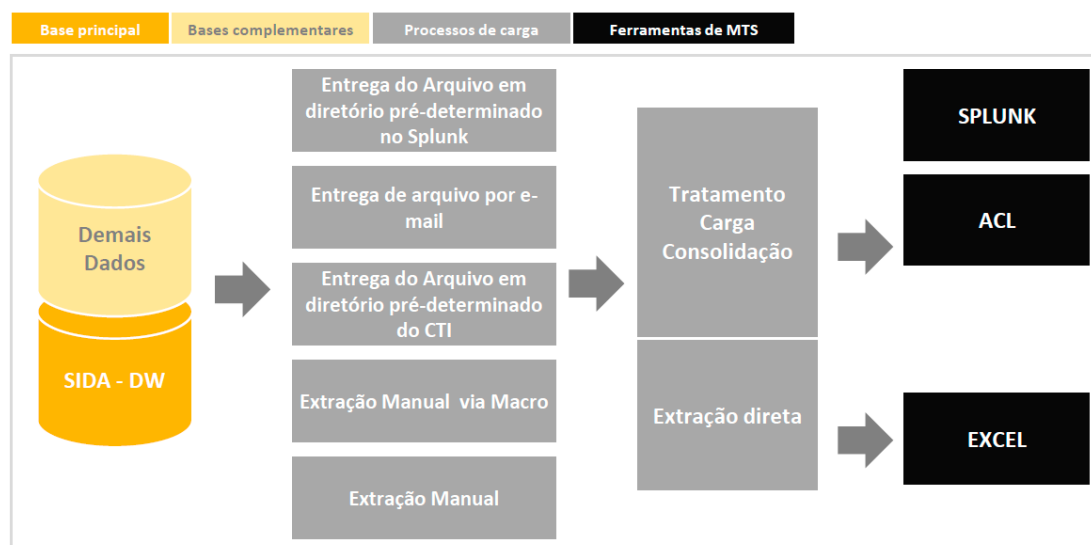 Base principal
Bases complementares
Processos de carga
Ferramentas de MTS
Demais
Dados
SIDA - DW
Entrega do Arquivo em
diretório pré-determinado
no Splunk
Entrega de arquivo por e-
mail
Entrega do Arquivo em
diretório pré-determinado
do CTI
Extração Manual via Macro
Extração Manual
Tratamento
Carga
Consolidação
Extração direta
SPLUNK
ACL
EXCEL